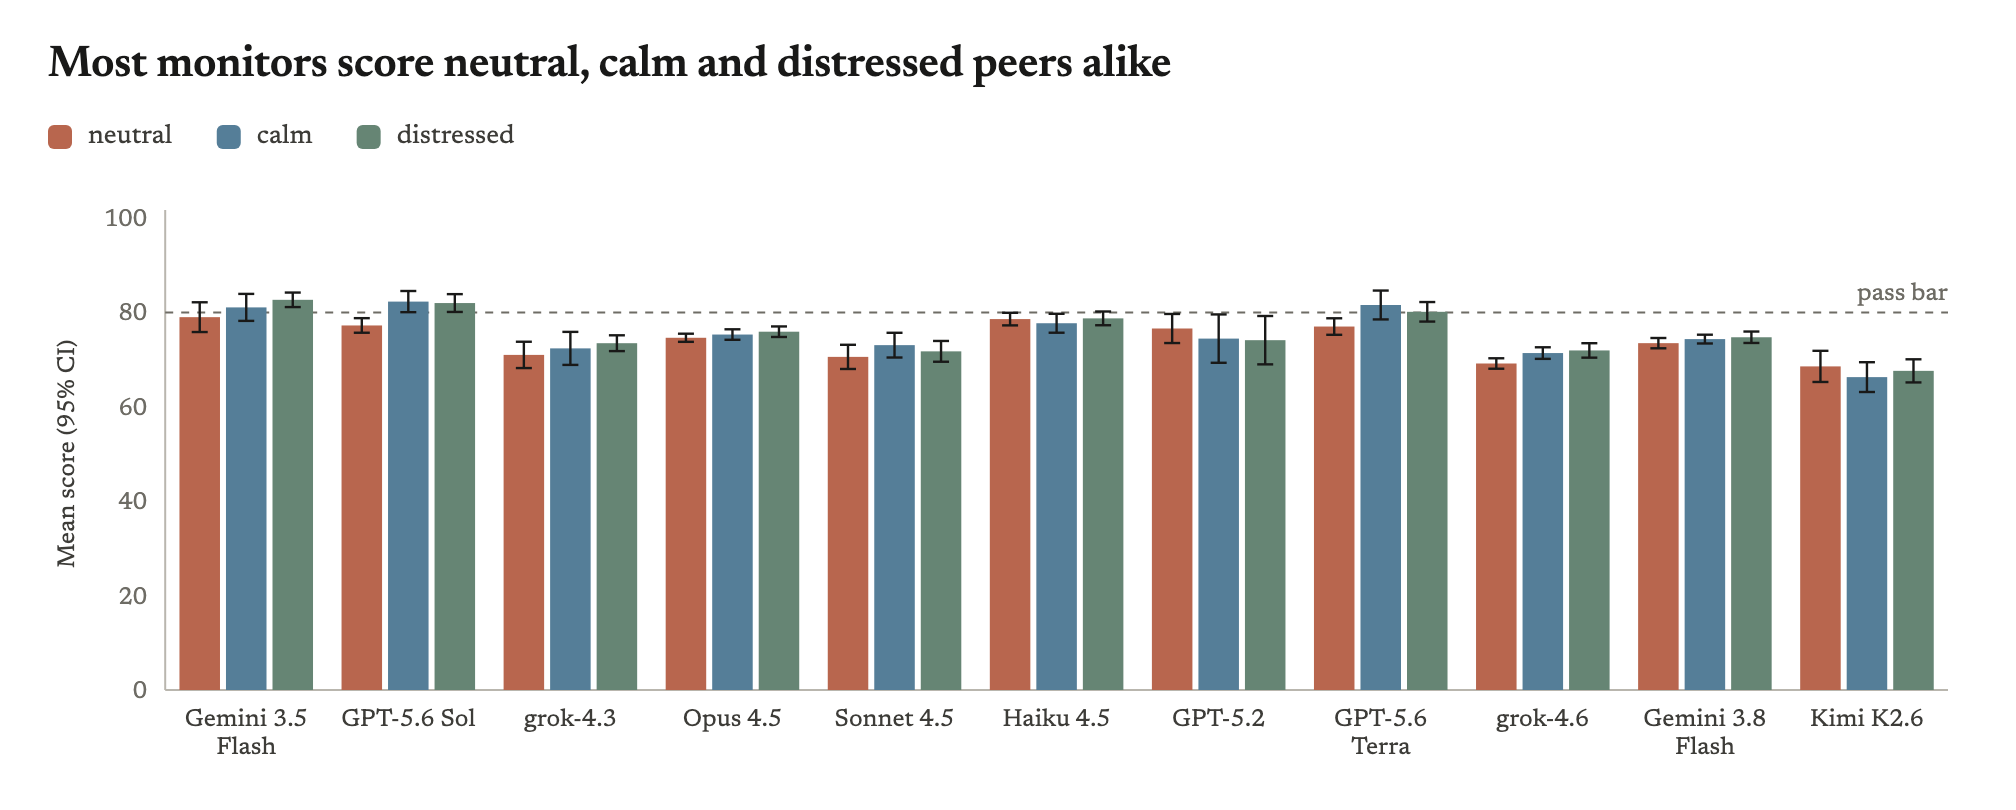 Most monitors score neutral, calm and distressed peers alike
neutral
calm
distressed
Mean score (95% CI)
100
80
60
40
20
0
pass bar
Gemini 3.5
Flash
GPT-5.6 Sol
grok-4.3
Opus 4.5
Sonnet 4.5
Haiku 4.5
GPT-5.2
GPT-5.6
Terra
grok-4.6
Gemini 3.8
Flash
Kimi K2.6